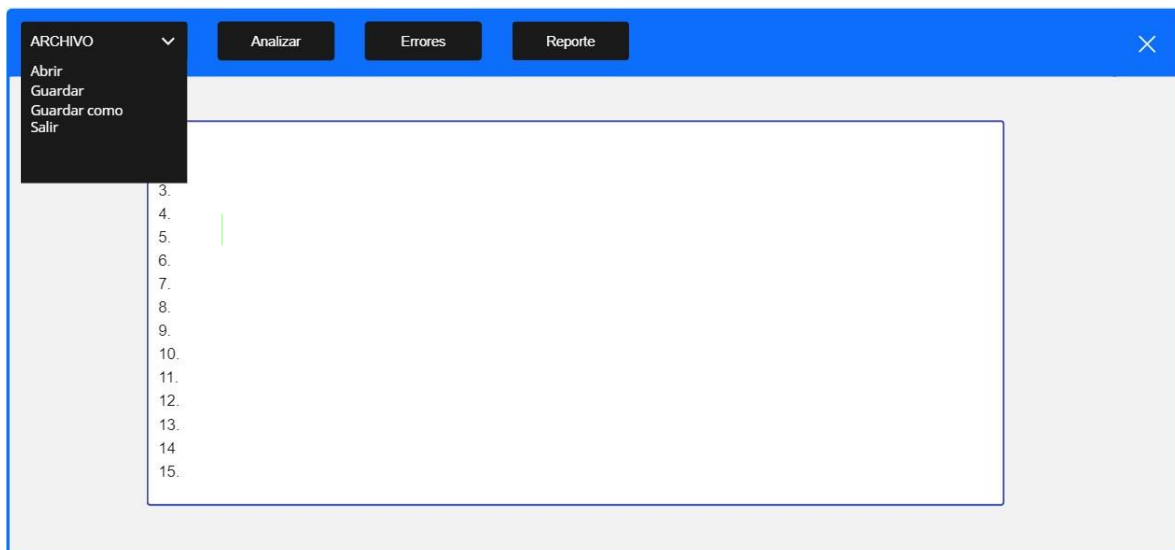 ARCHIVO Analizar Errores Reporte
Abrir
Guardar
Guardar como
Salir
3.
4.
5.
6.
7.
8.
9.
10.
11.
12.
13.
14
15.